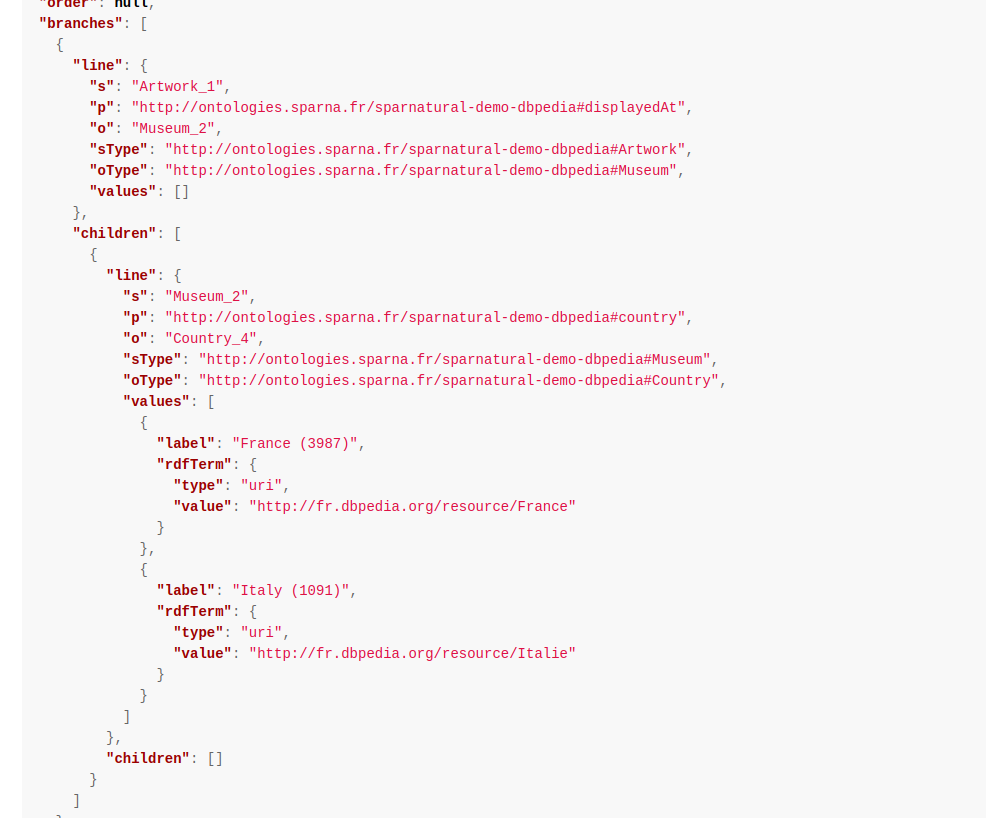 "order": null,
"branches": [
{
"line": {
"s": "Artwork_1",
"p": "http://ontologies.sparna.fr/sparnatural-demo-dbpedia#displayedAt",
"o": "Museum_2",
"sType": "http://ontologies.sparna.fr/sparnatural-demo-dbpedia#Artwork",
"oType": "http://ontologies.sparna.fr/sparnatural-demo-dbpedia#Museum",
"values": []
},
"children": [
{
"line": {
"s": "Museum_2",
"p": "http://ontologies.sparna.fr/sparnatural-demo-dbpedia#country",
"o": "Country_4",
"sType": "http://ontologies.sparna.fr/sparnatural-demo-dbpedia#Museum",
"oType": "http://ontologies.sparna.fr/sparnatural-demo-dbpedia#Country",
"values": [
{
"label": "France (3987)",
"rdfTerm": {
"type": "uri",
"value": "http://fr.dbpedia.org/resource/France"
}
},
{
"label": "Italy (1091)",
"rdfTerm": {
"type": "uri",
"value": "http://fr.dbpedia.org/resource/Italie"
}
}
]
},
"children": []
}
]